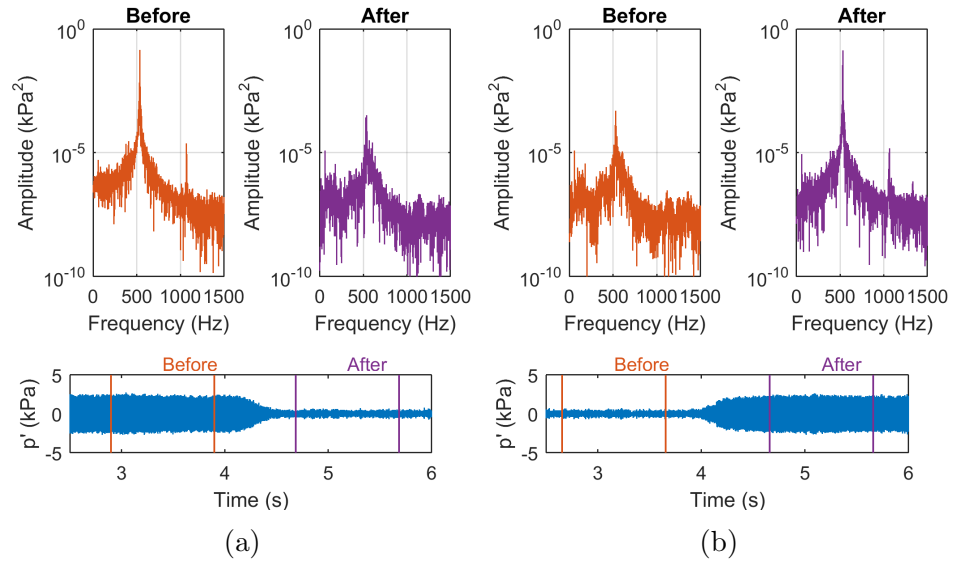 Before After Before After
10^0 10^0 10^0 10^0
Amplitude (kPa^2) Amplitude (kPa^2) Amplitude (kPa^2) Amplitude (kPa^2)
10^-5 10^-5 10^-5 10^-5
10^-10 10^-10 10^-10 10^-10
0 500 1000 1500 0 500 1000 1500 0 500 1000 1500 0 500 1000 1500
Frequency (Hz) Frequency (Hz) Frequency (Hz) Frequency (Hz)
Before After Before After
5 5
p' (kPa) 0 p' (kPa) 0
-5 -5
3 4 5 6 3 4 5 6
Time (s) Time (s)
(a) (b)